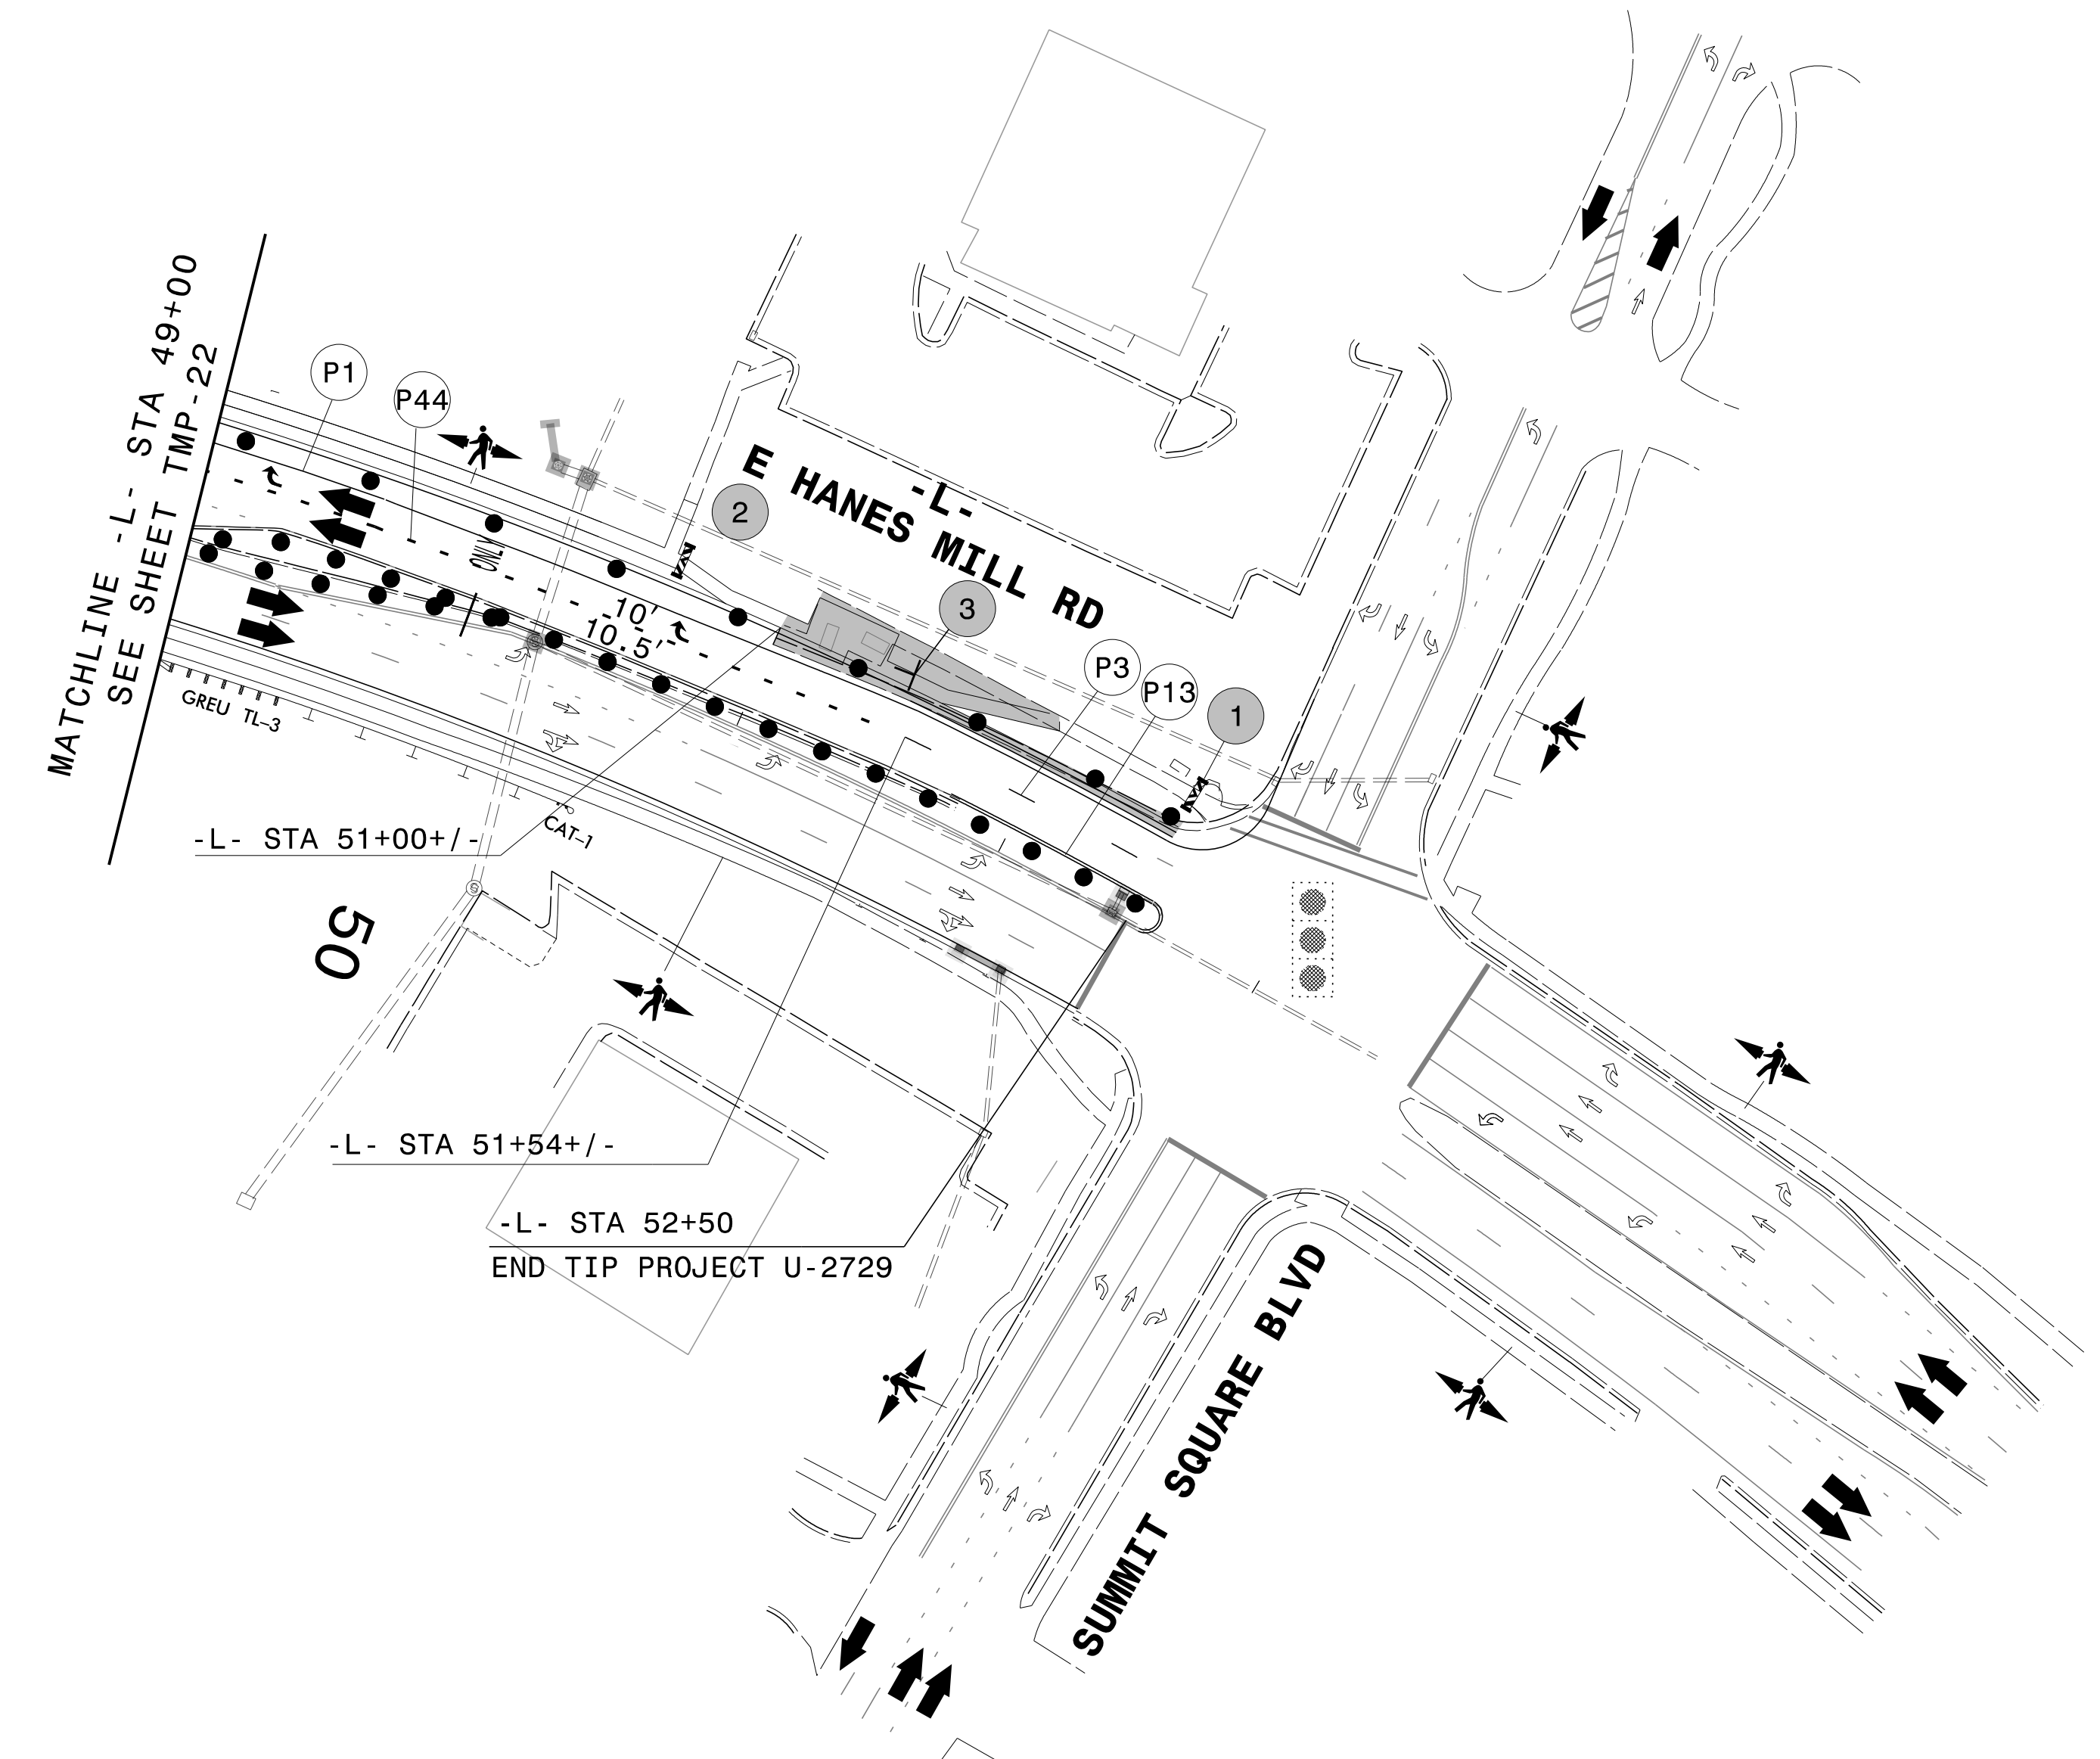 MATCHLINE -L- STA 49+00
SEE SHEET TMP-22
P1
P44
2
E HANES MILL RD
-L-
3
10'
10.5'
P3
P13
1
GREU TL-3
CAT-1
-L- STA 51+00+/-
50
S
-L- STA 51+54+/-
-L- STA 52+50
END TIP PROJECT U-2729
SUMMIT SQUARE BLVD